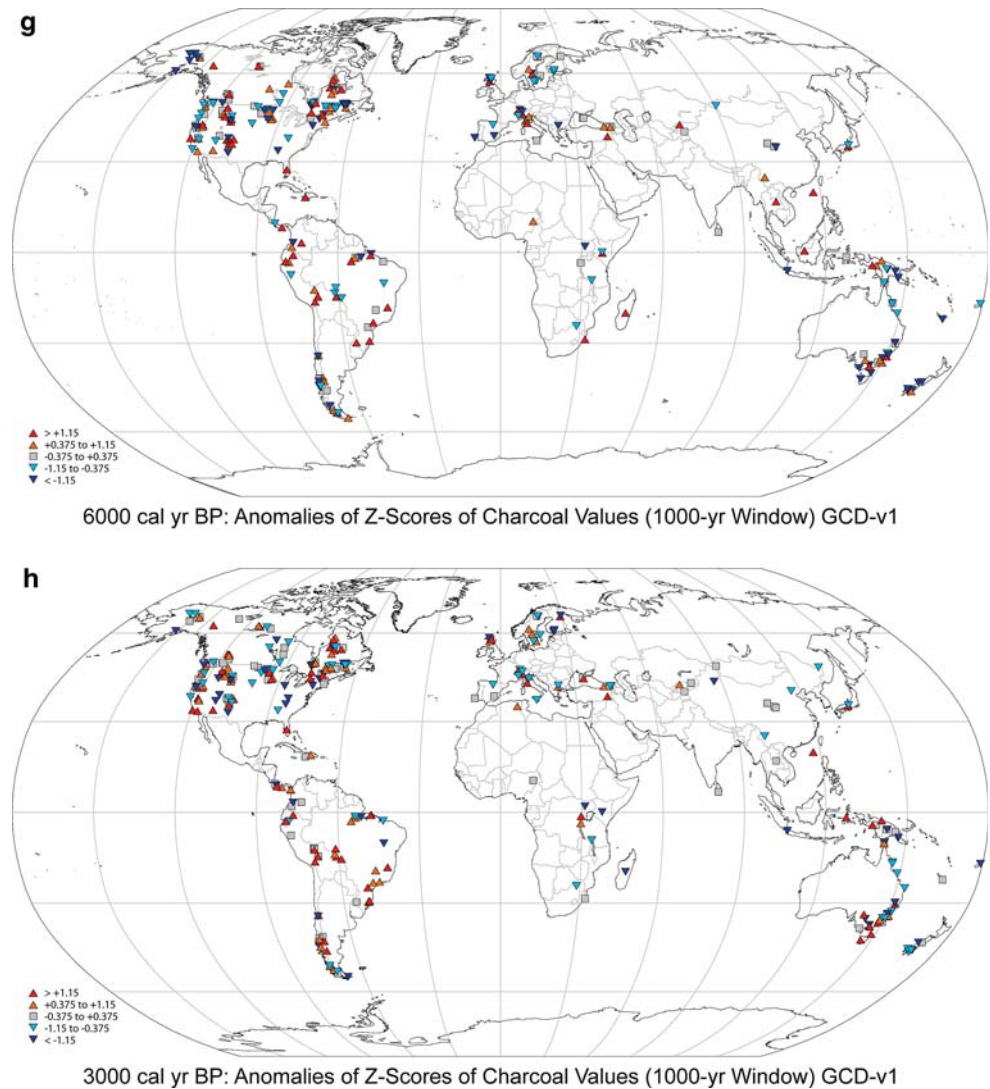 g
> +1.15
+0.375 to +1.15
-0.375 to +0.375
-1.15 to -0.375
< -1.15
6000 cal yr BP: Anomalies of Z-Scores of Charcoal Values (1000-yr Window) GCD-v1
h
> +1.15
+0.375 to +1.15
-0.375 to +0.375
-1.15 to -0.375
< -1.15
3000 cal yr BP: Anomalies of Z-Scores of Charcoal Values (1000-yr Window) GCD-v1